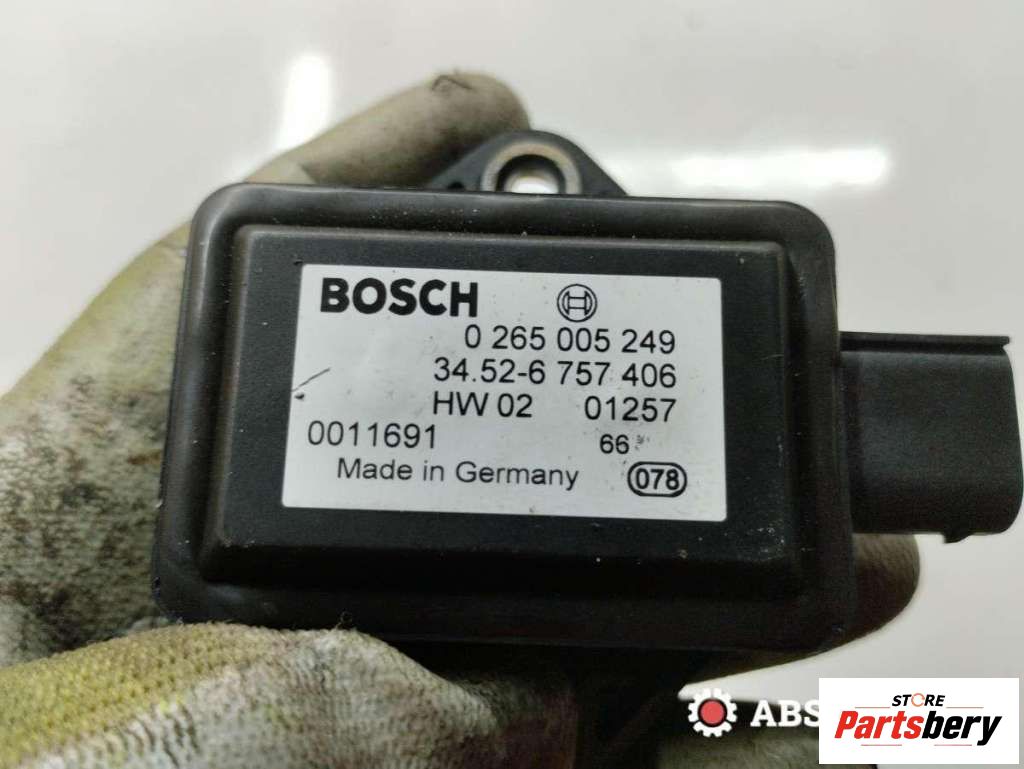 BOSCH
0 265 005 249
34.52-6 757 406
HW 02 01257
0011691 66
Made in Germany 078
ABS
STORE
Partsbery